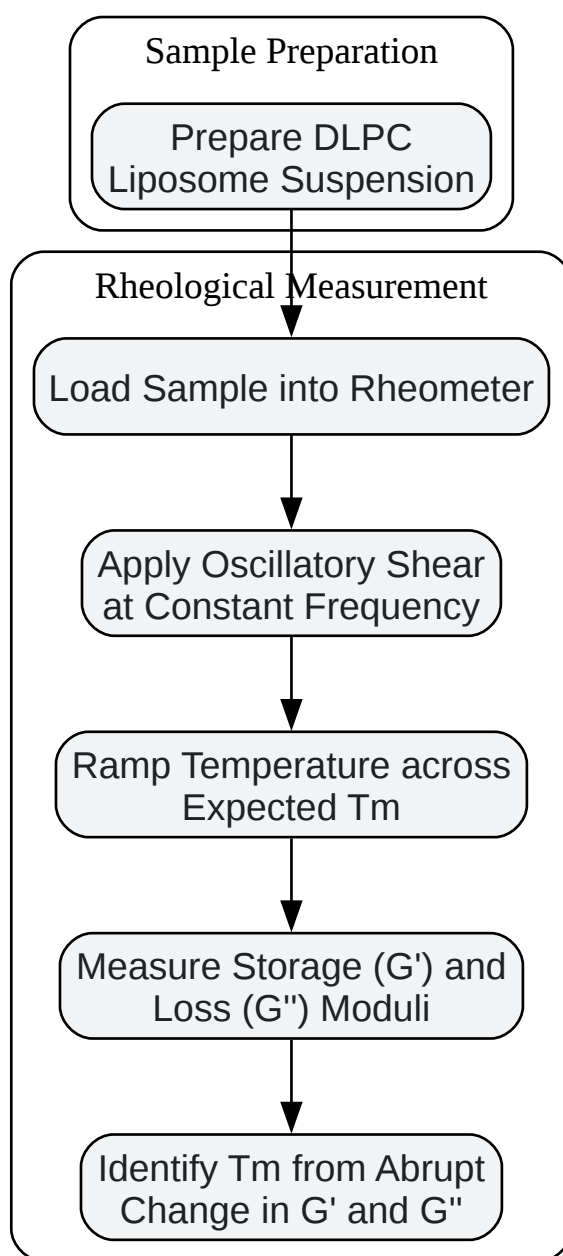 Sample Preparation
Prepare DLPC
Liposome Suspension
Rheological Measurement
Load Sample into Rheometer
Apply Oscillatory Shear
at Constant Frequency
Ramp Temperature across
Expected Tm
Measure Storage (G') and
Loss (G'') Moduli
Identify Tm from Abrupt
Change in G' and G''